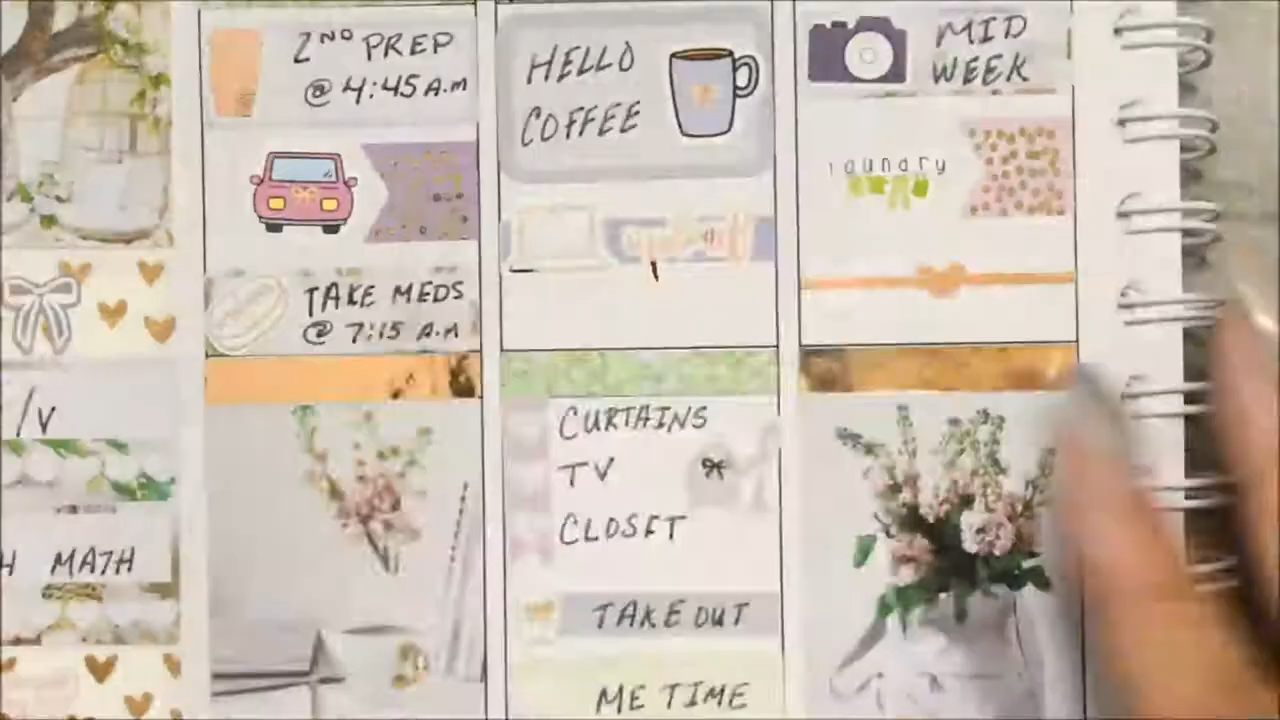 /V
MATH
2ND PREP
@ 4:45 A.M
TAKE MEDS
@ 7:15 A.M
HELLO
COFFEE
CURTAINS
TV
CLOSET
TAKE OUT
ME TIME
MID
WEEK
laundry